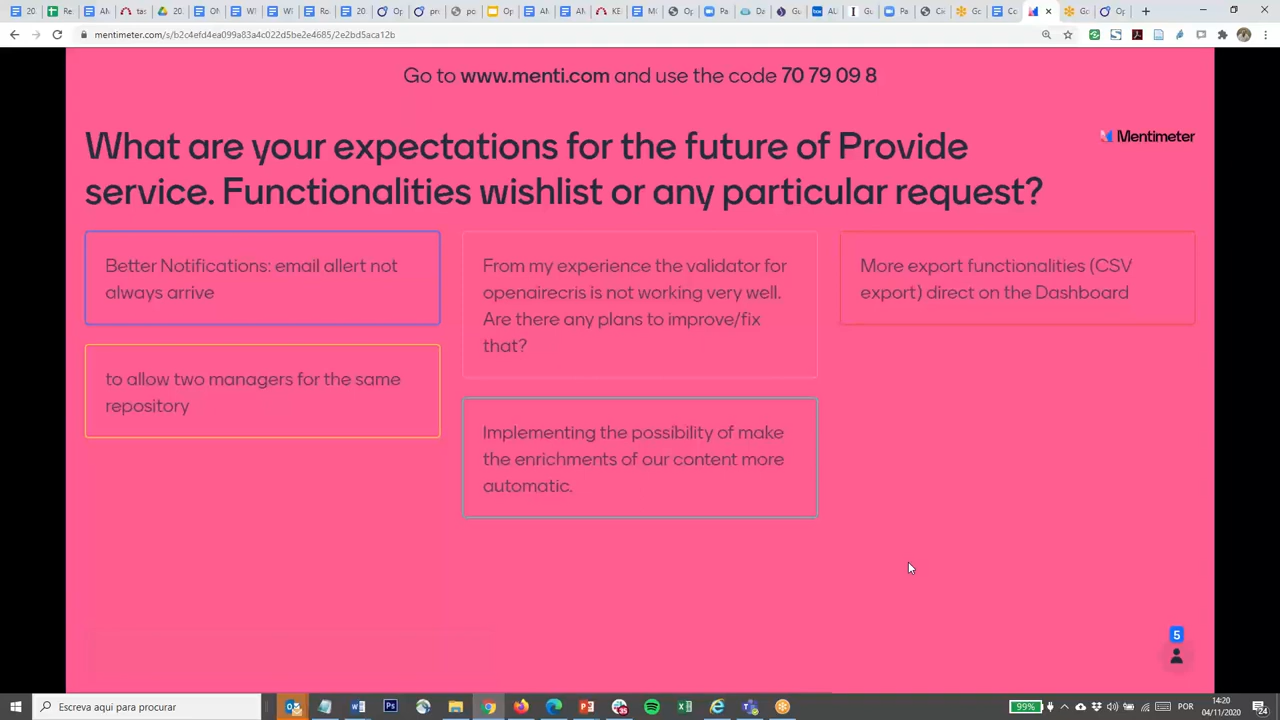 mentimeter.com/s/b2c4efd4ea099a83a4c022d5be2e4685/2e2bd5aca12b
Go to www.menti.com and use the code 70 79 09 8
What are your expectations for the future of Provide
service. Functionalities wishlist or any particular request?
Mentimeter
Better Notifications: email allert not
always arrive
to allow two managers for the same
repository
From my experience the validator for
openairecris is not working very well.
Are there any plans to improve/fix
that?
Implementing the possibility of make
the enrichments of our content more
automatic.
More export functionalities (CSV
export) direct on the Dashboard
5
Escreva aqui para procurar
99%
POR
14:20
04/11/2020
24